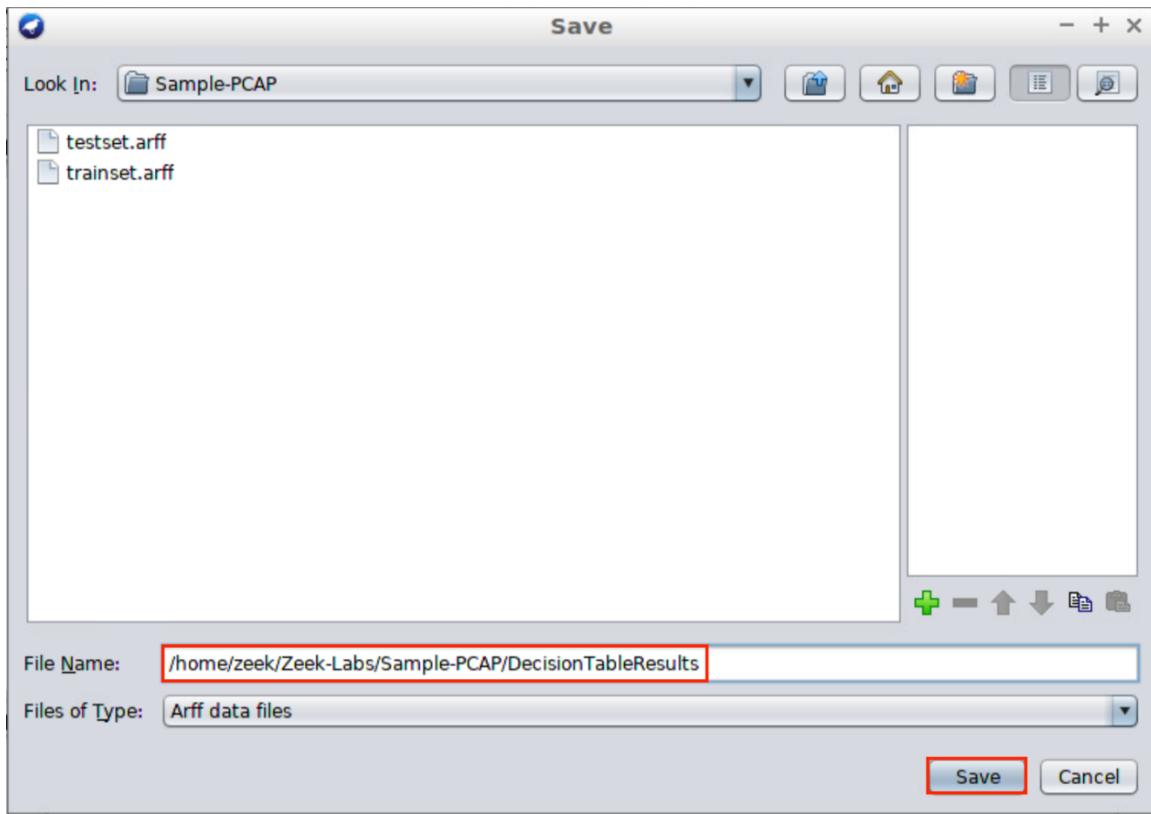 Save
Look In: Sample-PCAP
testset.arff
trainset.arff
File Name: /home/zeek/Zeek-Labs/Sample-PCAP/DecisionTableResults
Files of Type: Arff data files
Save Cancel